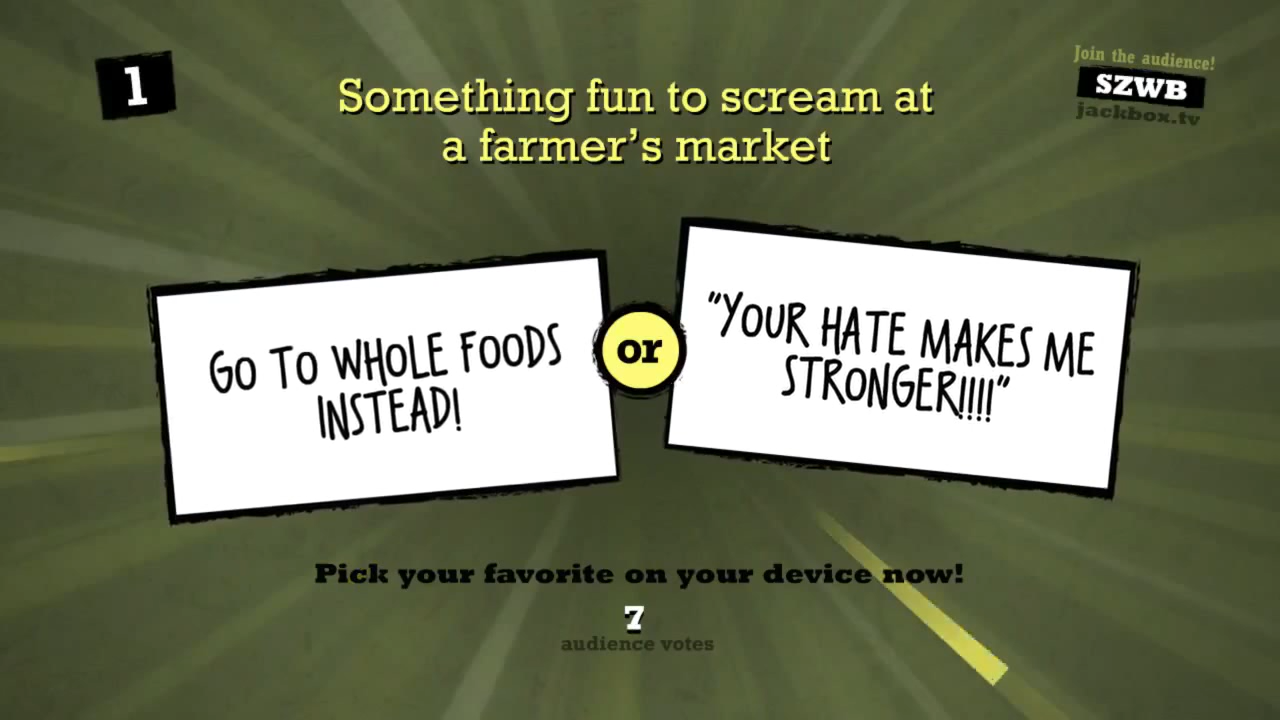 1
Something fun to scream at
a farmer's market
Join the audience!
SZWB
jackbox.tv
GO TO WHOLE FOODS
INSTEAD!
or
"YOUR HATE MAKES ME
STRONGER!!!!"
Pick your favorite on your device now!
7
audience votes